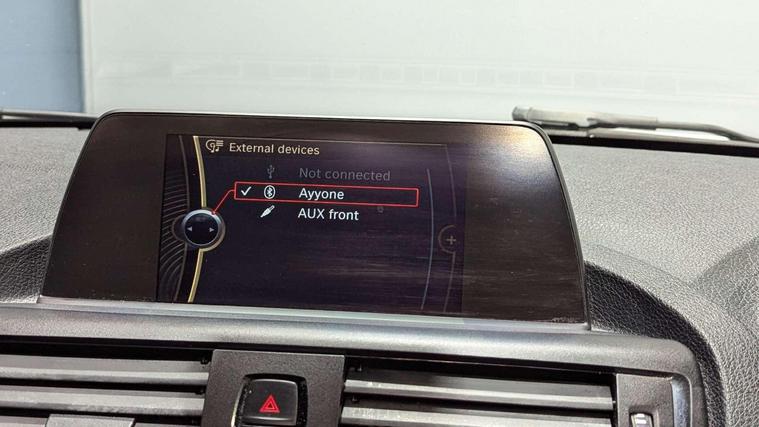 External devices
Not connected
Ayyone
AUX front